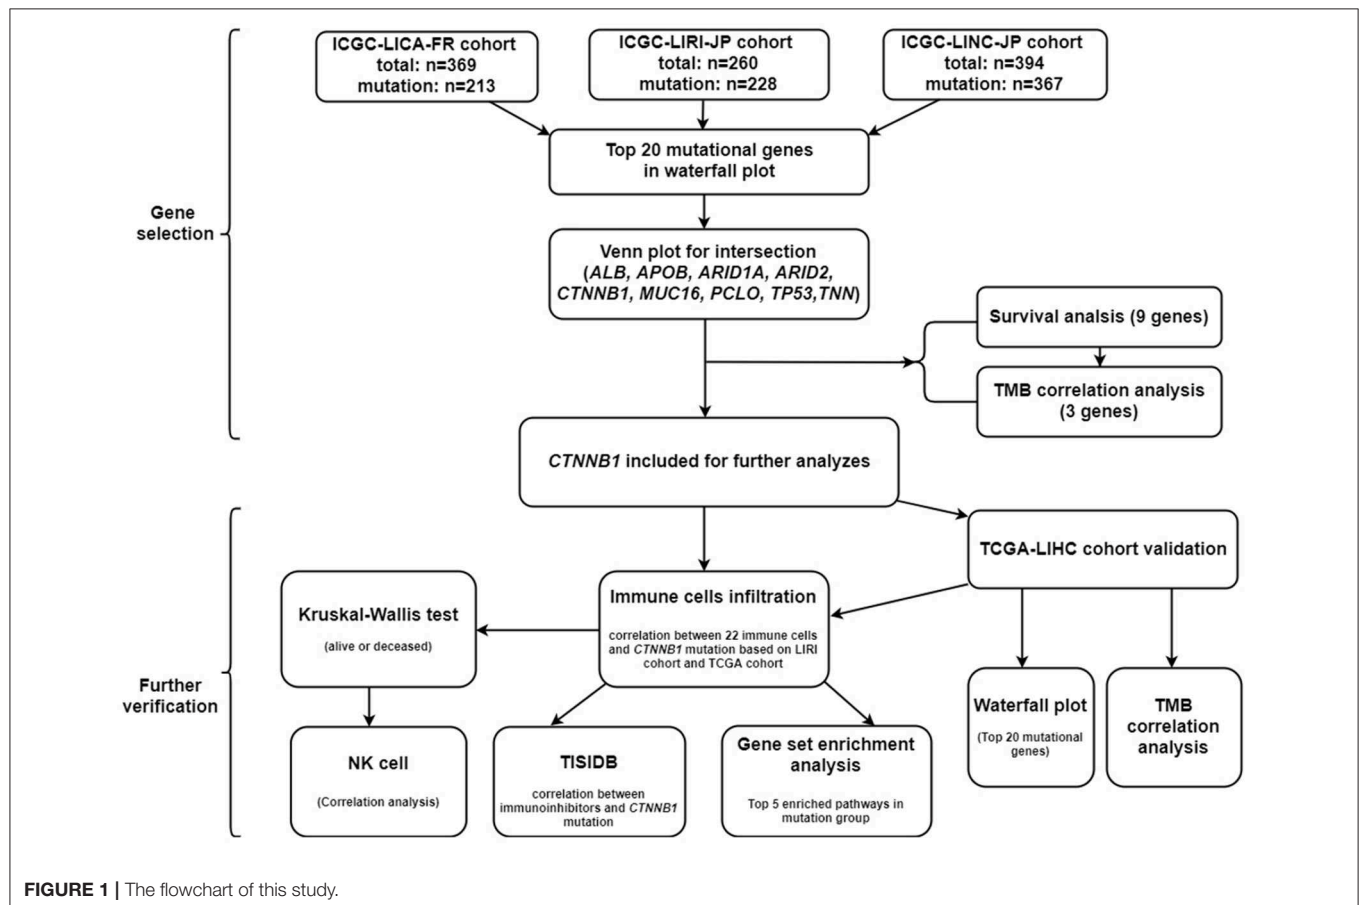 ICGC-LICA-FR cohort
total: n=369
mutation: n=213
ICGC-LIRI-JP cohort
total: n=260
mutation: n=228
ICGC-LINC-JP cohort
total: n=394
mutation: n=367
Top 20 mutational genes
in waterfall plot
Gene
selection
Venn plot for intersection
(ALB, APOB, ARID1A, ARID2,
CTNNB1, MUC16, PCLO, TP53,TNN)
Survival analsis (9 genes)
TMB correlation analysis
(3 genes)
CTNNB1 included for further analyzes
TCGA-LIHC cohort validation
Immune cells infiltration
correlation between 22 immune cells
and CTNNB1 mutation based on LIRI
cohort and TCGA cohort
Kruskal-Wallis test
(alive or deceased)
Further
verification
Waterfall plot
(Top 20 mutational
genes)
TMB
correlation
analysis
NK cell
(Correlation analysis)
TISIDB
correlation between
immunoinhibitors and CTNNB1
mutation
Gene set enrichment
analysis
Top 5 enriched pathways in
mutation group
FIGURE 1 | The flowchart of this study.